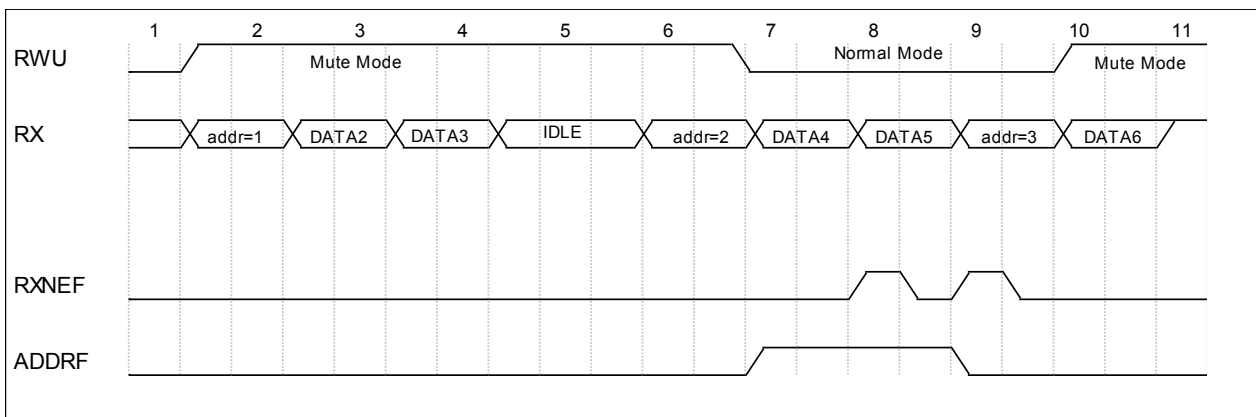 1 2 3 4 5 6 7 8 9 10 11
RWU Mute Mode Normal Mode Mute Mode
RX addr=1 DATA2 DATA3 IDLE addr=2 DATA4 DATA5 addr=3 DATA6
RXNEF
ADDRF